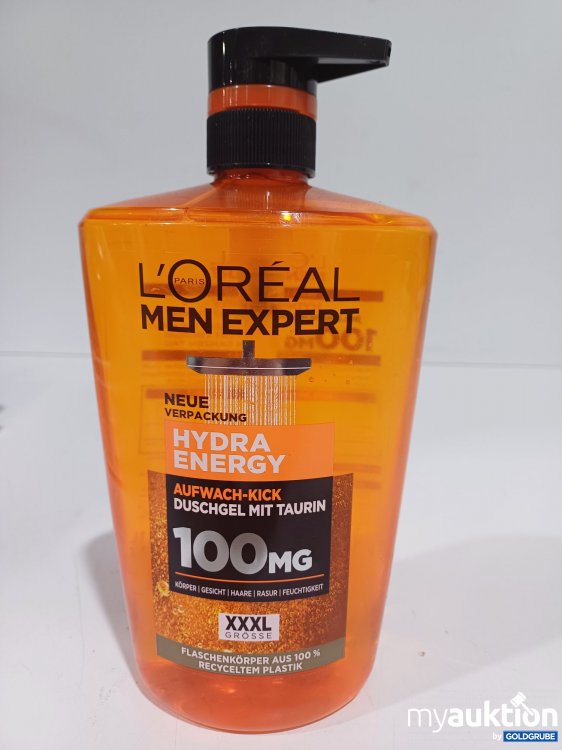 L'ORÉAL
PARIS
MEN EXPERT
NEUE
VERPACKUNG
HYDRA
ENERGY
AUFWACH-KICK
DUSCHGEL MIT TAURIN
100MG
KÖRPER | GESICHT | HAARE | RASUR | FEUCHTIGKEIT
XXXL
GRÖSSE
FLASCHENKÖRPER AUS 100 %
RECYCELTEM PLASTIK
myauktion
by GOLDGRUBE